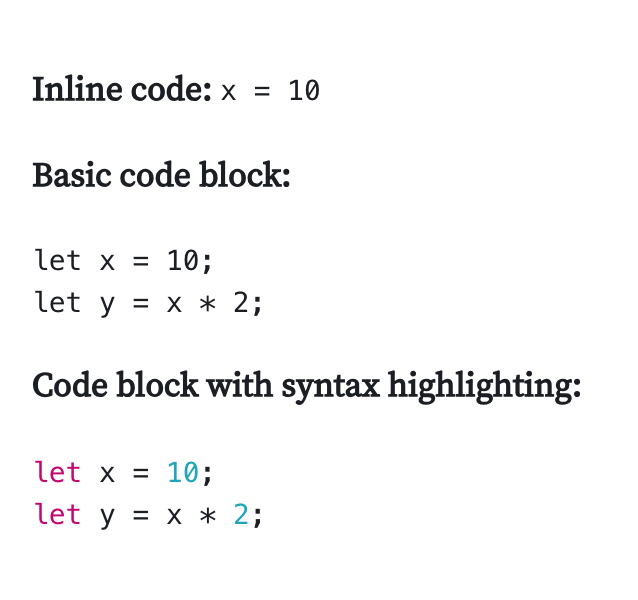 Inline code: x = 10
Basic code block:
let x = 10;
let y = x * 2;
Code block with syntax highlighting:
let x = 10;
let y = x * 2;